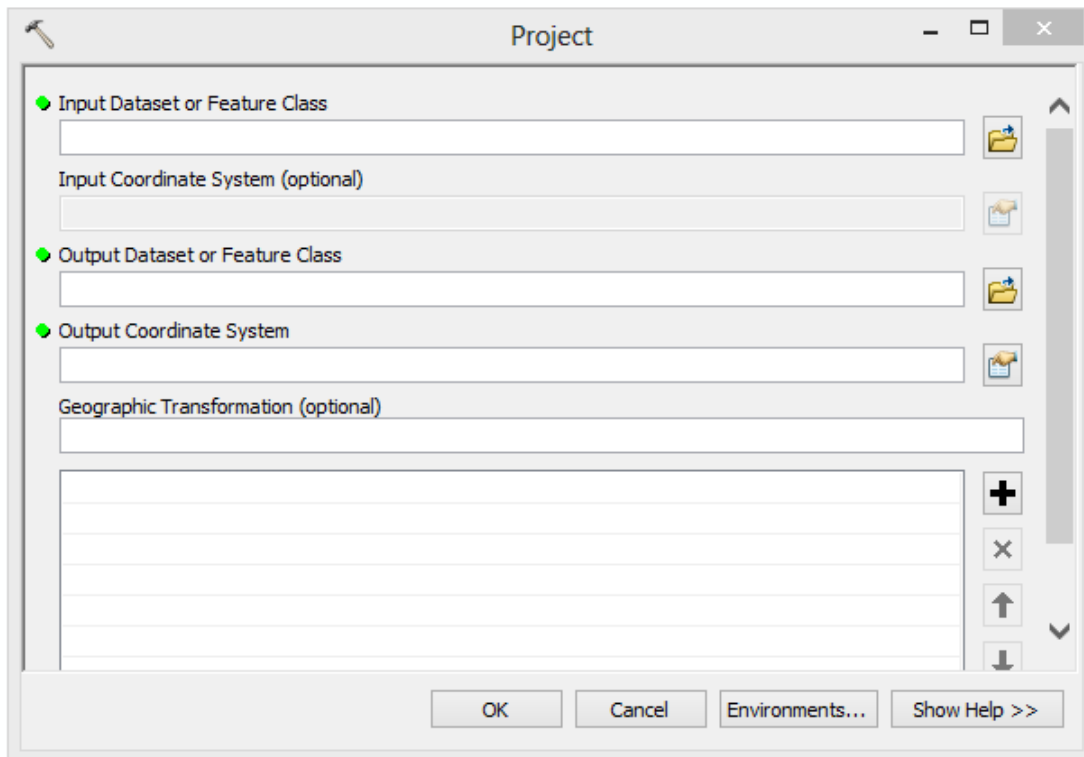 Project
Input Dataset or Feature Class
Input Coordinate System (optional)
Output Dataset or Feature Class
Output Coordinate System
Geographic Transformation (optional)
OK Cancel Environments... Show Help >>